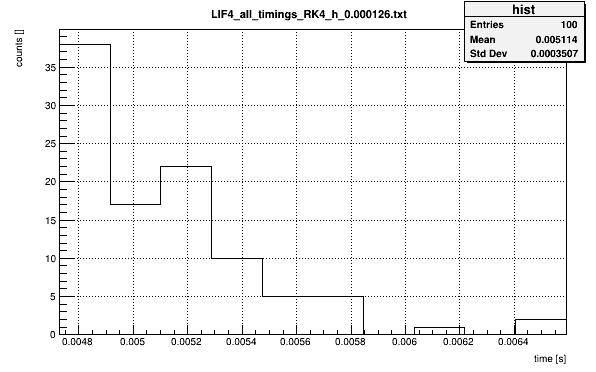 LIF4_all_timings_RK4_h_0.000126.txt
hist
Entries 100
Mean 0.005114
Std Dev 0.0003507
counts []
35
30
25
20
15
10
5
0
0.0048 0.005 0.0052 0.0054 0.0056 0.0058 0.006 0.0062 0.0064
time [s]